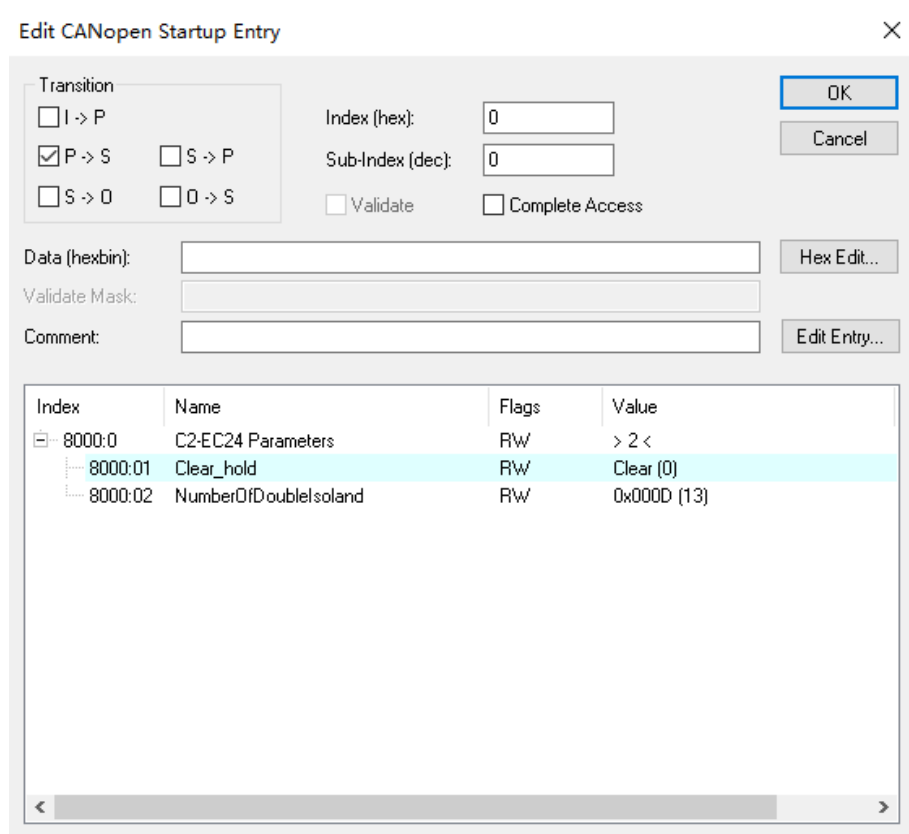 Edit CANopen Startup Entry
Transition
I -> P
P -> S
S -> P
S -> O
O -> S
Index (hex): 0
Sub-Index (dec): 0
Validate
Complete Access
OK
Cancel
Data (hexbin):
Hex Edit...
Validate Mask:
Comment:
Edit Entry...
Index Name Flags Value
8000:0 C2-EC24 Parameters RW > 2 <
8000:01 Clear_hold RW Clear (0)
8000:02 NumberOfDoubleIsoland RW 0x000D (13)